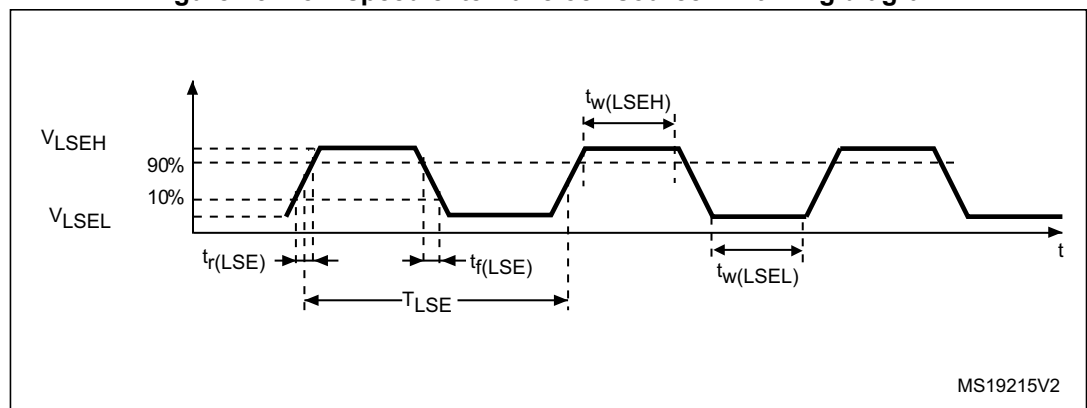 tw(LSEH)
VLSEH
90%
10%
VLSEL
tr(LSE)
tf(LSE)
tw(LSEL)
t
TLSE
MS19215V2